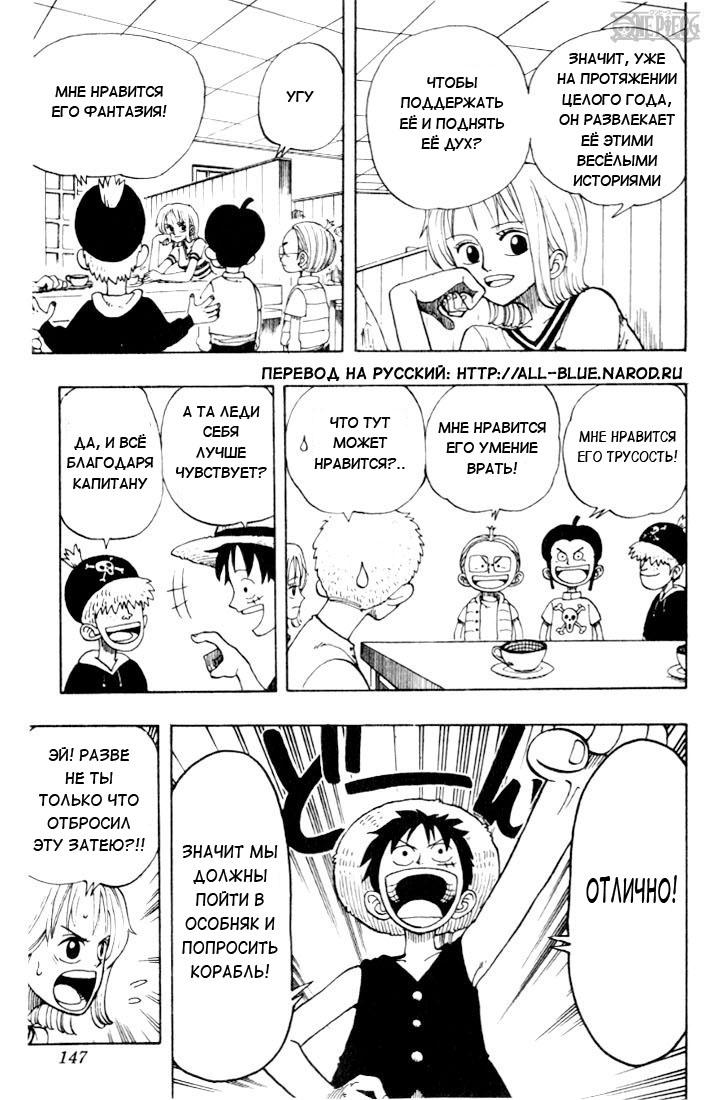 ONE PIECE
ЗНАЧИТ, УЖЕ
НА ПРОТЯЖЕНИИ
ЦЕЛОГО ГОДА,
ОН РАЗВЛЕКАЕТ
ЕЁ ЭТИМИ
ВЕСЁЛЫМИ
ИСТОРИЯМИ
ЧТОБЫ
ПОДДЕРЖАТЬ
ЕЁ И ПОДНЯТЬ
ЕЁ ДУХ?
УГУ
МНЕ НРАВИТСЯ
ЕГО ФАНТАЗИЯ!
ПЕРЕВОД НА РУССКИЙ: HTTP://ALL-BLUE.NAROD.RU
МНЕ НРАВИТСЯ
ЕГО ТРУСОСТЬ!
МНЕ НРАВИТСЯ
ЕГО УМЕНИЕ
ВРАТЬ!
ЧТО ТУТ
МОЖЕТ
НРАВИТСЯ?..
А ТА ЛЕДИ
СЕБЯ
ЛУЧШЕ
ЧУВСТВУЕТ?
ДА, И ВСЁ
БЛАГОДАРЯ
КАПИТАНУ
ОТЛИЧНО!
どーん
ЗНАЧИТ МЫ
ДОЛЖНЫ
ПОЙТИ В
ОСОБНЯК И
ПОПРОСИТЬ
КОРАБЛЬ!
ЭЙ! РАЗВЕ
НЕ ТЫ
ТОЛЬКО ЧТО
ОТБРОСИЛ
ЭТУ ЗАТЕЮ?!!
147